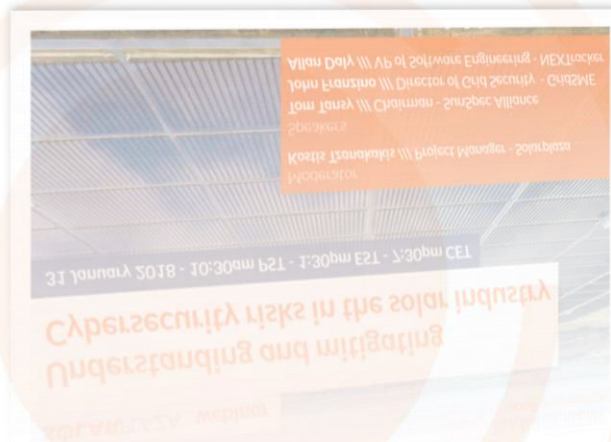 SOLARPLAZA webinar
Understanding and mitigating
Cybersecurity risks in the solar industry
31 January 2018 - 10:30am PST - 1:30pm EST - 7:30pm CET
Moderator
Kostis Tzanakakis /// Project Manager - Solarplaza
Speakers
Tom Tansy /// Chairman - SunSpec Alliance
John Franzino /// Director of Grid Security - GridSME
Allan Daly /// VP of Software Engineering - NEXTracker